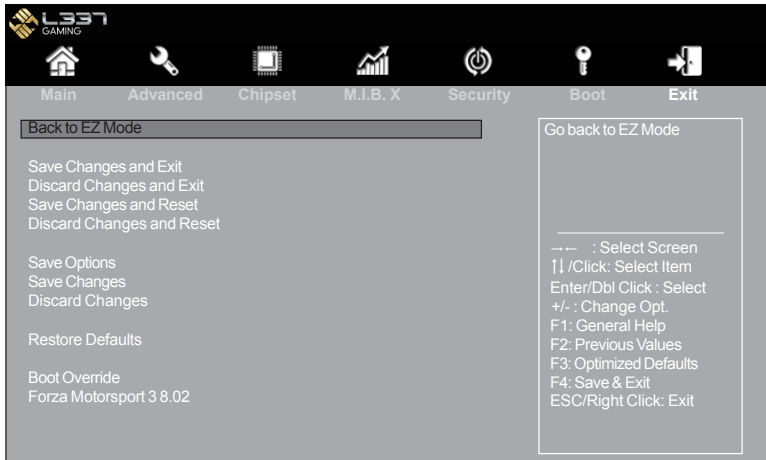 L337
GAMING
Main Advanced Chipset M.I.B. X Security Boot Exit
Back to EZ Mode
Save Changes and Exit
Discard Changes and Exit
Save Changes and Reset
Discard Changes and Reset
Save Options
Save Changes
Discard Changes
Restore Defaults
Boot Override
Forza Motorsport 3 8.02
Go back to EZ Mode
→← : Select Screen
↑↓/Click: Select Item
Enter/Dbl Click : Select
+/- : Change Opt.
F1: General Help
F2: Previous Values
F3: Optimized Defaults
F4: Save & Exit
ESC/Right Click: Exit